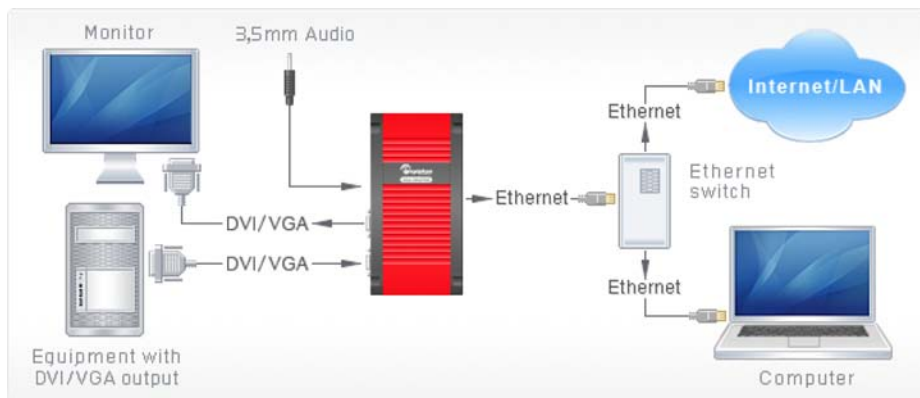 Monitor
3,5mm Audio
Internet/LAN
Ethernet
Ethernet
Ethernet
switch
DVI/VGA
DVI/VGA
Ethernet
Equipment with
DVI/VGA output
Computer